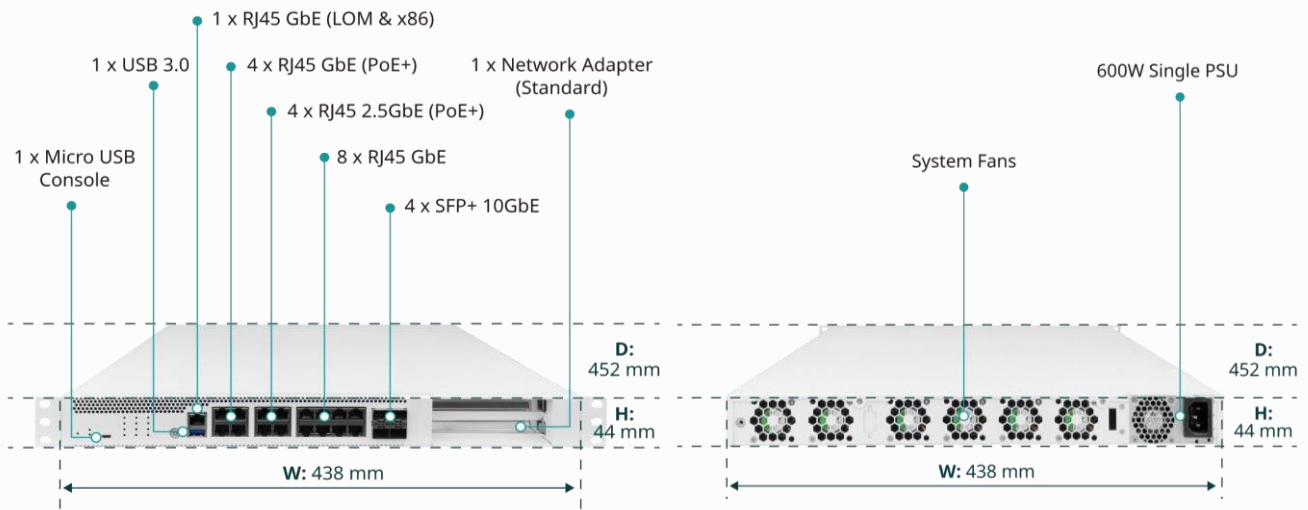 1 x RJ45 GbE (LOM & x86)
1 x USB 3.0
4 x RJ45 GbE (PoE+)
1 x Network Adapter
(Standard)
4 x RJ45 2.5GbE (PoE+)
1 x Micro USB
Console
8 x RJ45 GbE
4 x SFP+ 10GbE
D:
452 mm
H:
44 mm
W: 438 mm
600W Single PSU
System Fans
D:
452 mm
H:
44 mm
W: 438 mm